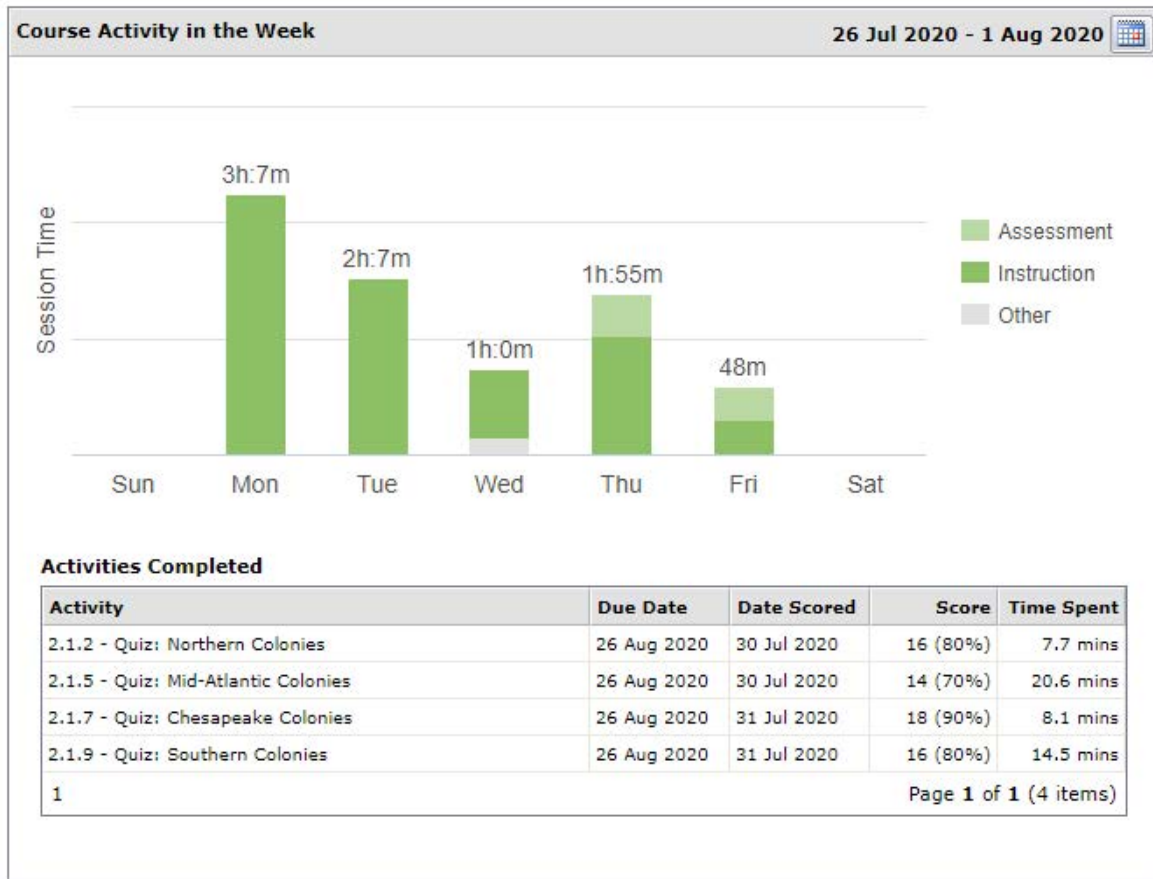 Course Activity in the Week 26 Jul 2020 - 1 Aug 2020
3h:7m
2h:7m
1h:0m
1h:55m
48m
Session Time
Assessment
Instruction
Other
Sun Mon Tue Wed Thu Fri Sat
Activities Completed
Activity Due Date Date Scored Score Time Spent
2.1.2 - Quiz: Northern Colonies 26 Aug 2020 30 Jul 2020 16 (80%) 7.7 mins
2.1.5 - Quiz: Mid-Atlantic Colonies 26 Aug 2020 30 Jul 2020 14 (70%) 20.6 mins
2.1.7 - Quiz: Chesapeake Colonies 26 Aug 2020 31 Jul 2020 18 (90%) 8.1 mins
2.1.9 - Quiz: Southern Colonies 26 Aug 2020 31 Jul 2020 16 (80%) 14.5 mins
1 Page 1 of 1 (4 items)